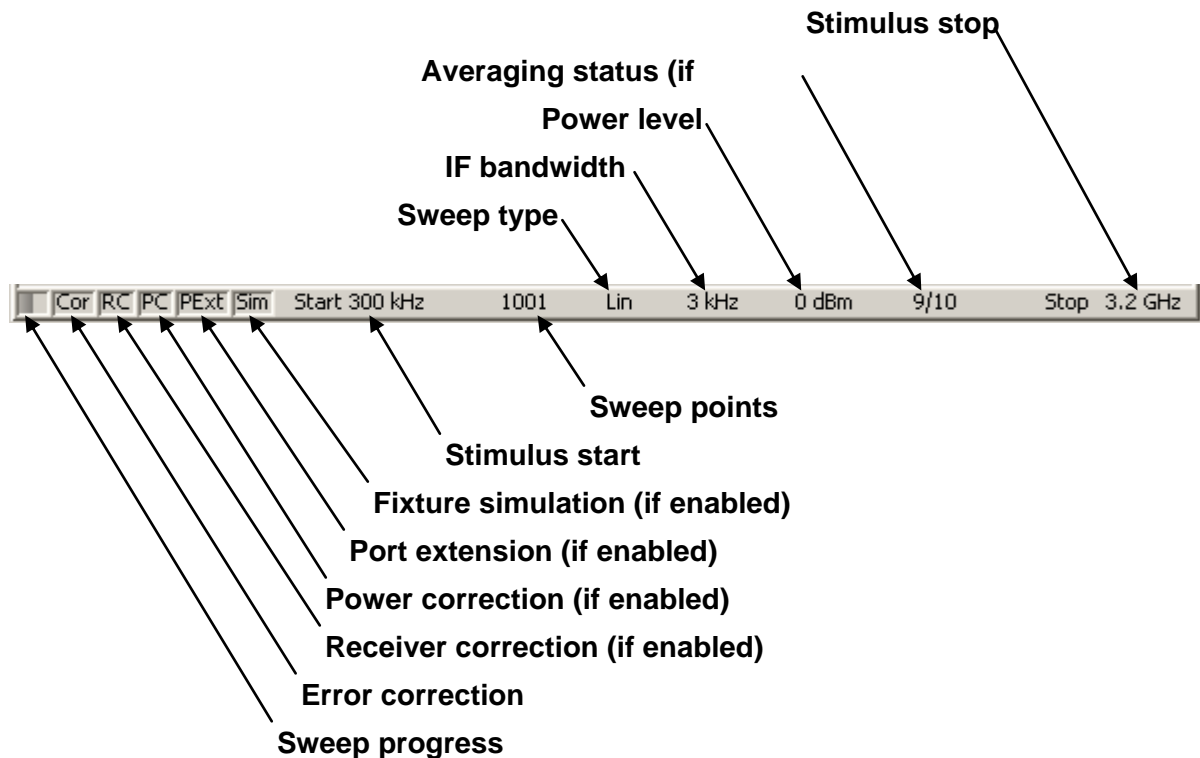 Stimulus stop
Averaging status (if
Power level
IF bandwidth
Sweep type
Cor RC PC PExt Sim Start 300 kHz 1001 Lin 3 kHz 0 dBm 9/10 Stop 3.2 GHz
Sweep points
Stimulus start
Fixture simulation (if enabled)
Port extension (if enabled)
Power correction (if enabled)
Receiver correction (if enabled)
Error correction
Sweep progress